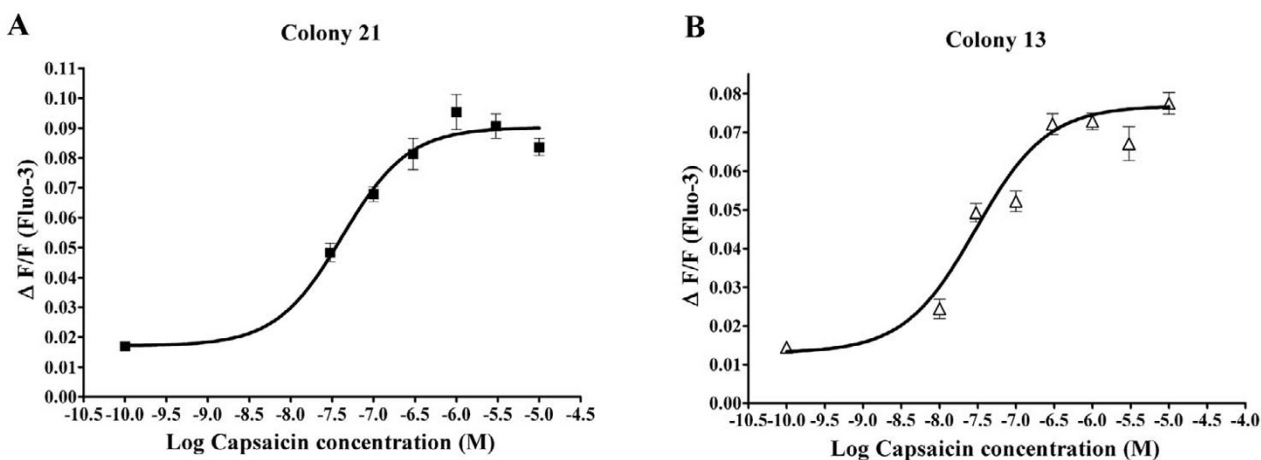 A
Colony 21
Δ F/F (Fluo-3)
0.11
0.10
0.09
0.08
0.07
0.06
0.05
0.04
0.03
0.02
0.01
0.00
-10.5 -10.0 -9.5 -9.0 -8.5 -8.0 -7.5 -7.0 -6.5 -6.0 -5.5 -5.0 -4.5
Log Capsaicin concentration (M)
B
Colony 13
Δ F/F (Fluo-3)
0.08
0.07
0.06
0.05
0.04
0.03
0.02
0.01
0.00
-10.5 -10.0 -9.5 -9.0 -8.5 -8.0 -7.5 -7.0 -6.5 -6.0 -5.5 -5.0 -4.5 -4.0
Log Capsaicin concentration (M)